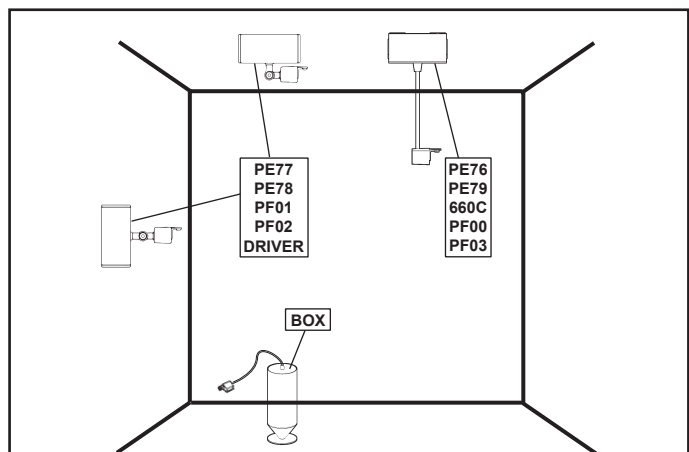 PE77
PE78
PF01
PF02
DRIVER
PE76
PE79
660C
PF00
PF03
BOX